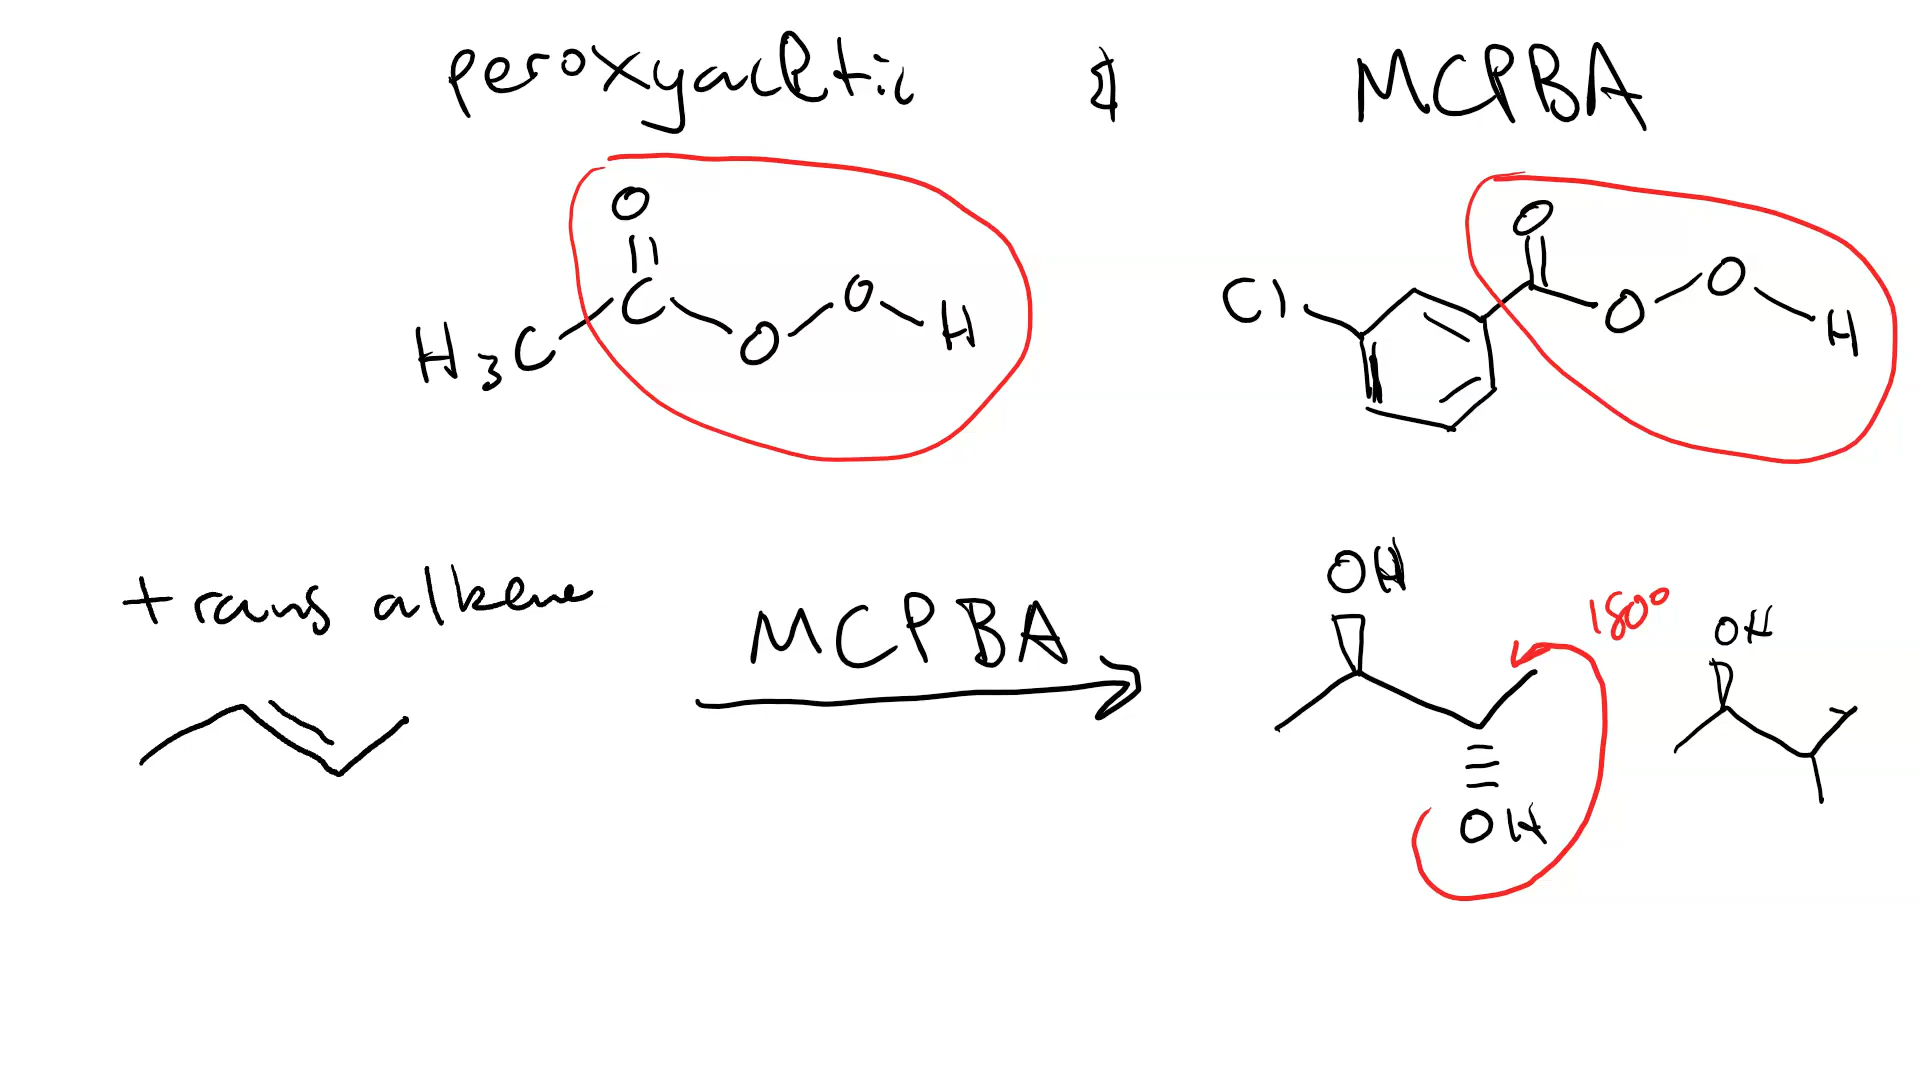 peroxyacetic & MCPBA
O
C
O
O
H
H3C
O
Cl
O
O
H
trans alkene
MCPBA
OH
OH
180°
OH